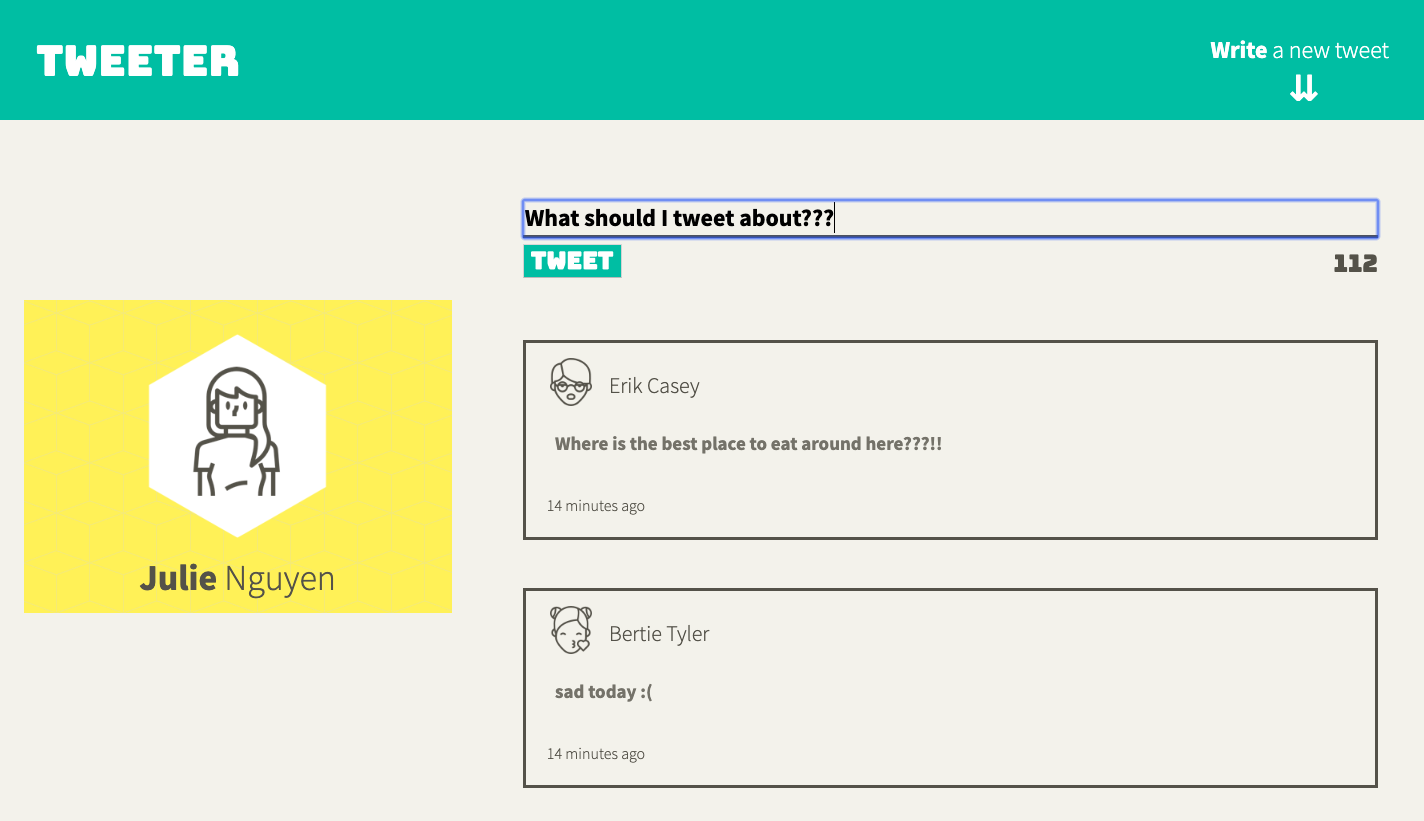 TWEETER
Write a new tweet
What should I tweet about???
TWEET
112
Julie Nguyen
Erik Casey
Where is the best place to eat around here???!!
14 minutes ago
Bertie Tyler
sad today :(
14 minutes ago